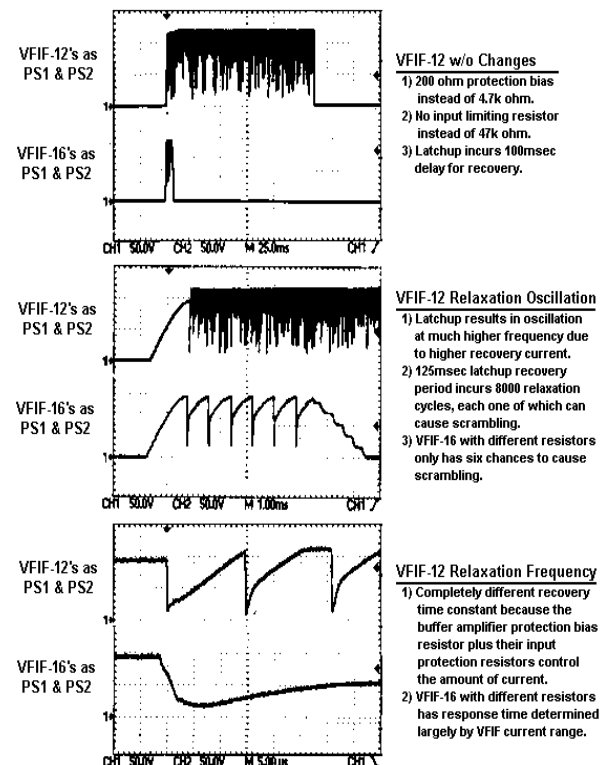 VFIF-12's as
PS1 & PS2
VFIF-16's as
PS1 & PS2
CH1 50.0V CH2 50.0V M 25.0ms CH1
VFIF-12 w/o Changes
1) 200 ohm protection bias
instead of 4.7k ohm.
2) No input limiting resistor
instead of 47k ohm.
3) Latchup incurs 100msec
delay for recovery.
VFIF-12's as
PS1 & PS2
VFIF-16's as
PS1 & PS2
CH1 50.0V CH2 50.0V M 1.00ms CH1
VFIF-12 Relaxation Oscillation
1) Latchup results in oscillation
at much higher frequency due
to higher recovery current.
2) 125msec latchup recovery
period incurs 8000 relaxation
cycles, each one of which can
cause scrambling.
3) VFIF-16 with different resistors
only has six chances to cause
scrambling.
VFIF-12's as
PS1 & PS2
VFIF-16's as
PS1 & PS2
CH1 50.0V CH2 50.0V M 5.00us CH1
VFIF-12 Relaxation Frequency
1) Completely different recovery
time constant because the
buffer amplifier protection bias
resistor plus their input
protection resistors control
the amount of current.
2) VFIF-16 with different resistors
has response time determined
largely by VFIF current range.